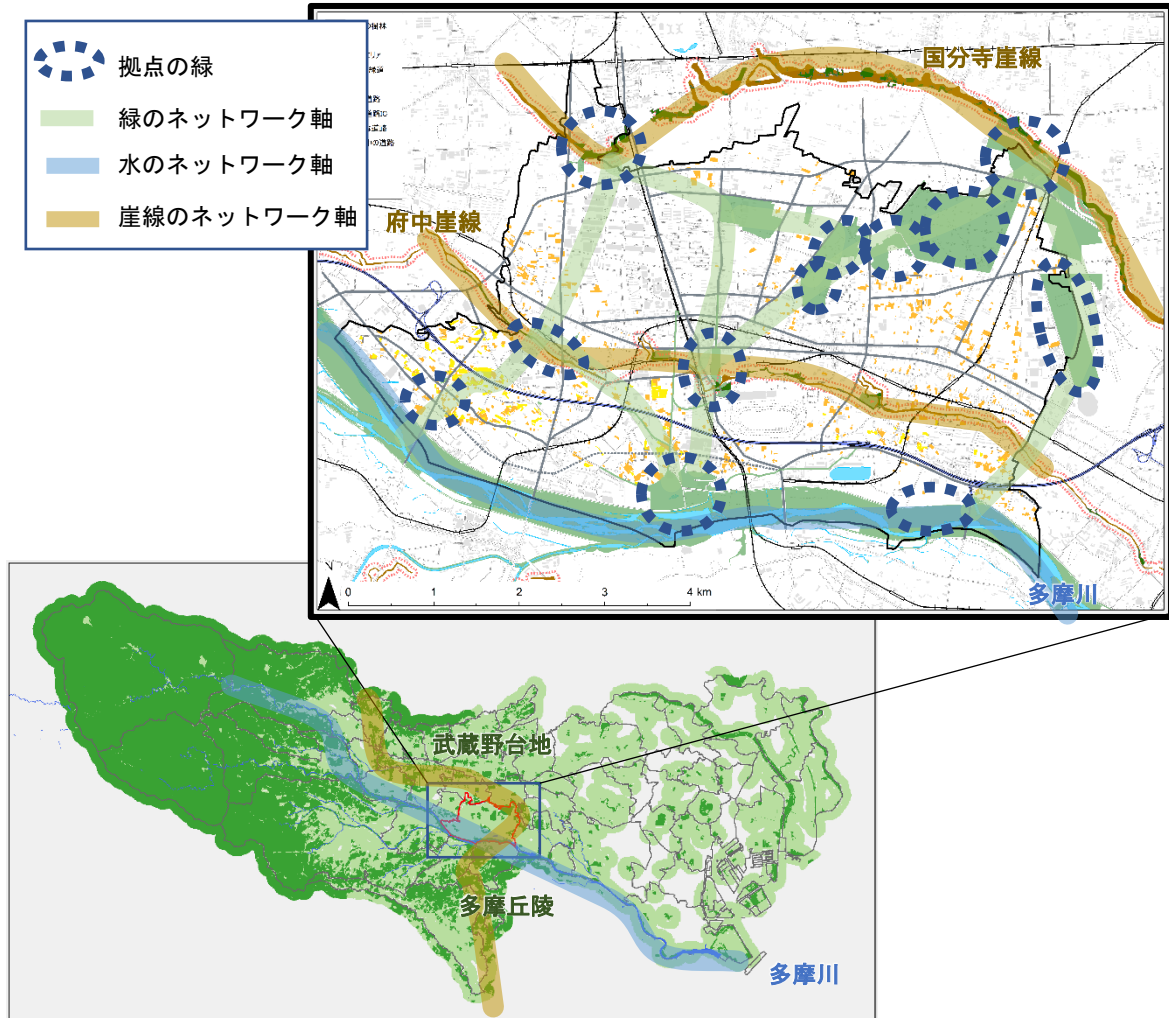 拠点の緑
緑のネットワーク軸
水のネットワーク軸
崖線のネットワーク軸
国分寺崖線
府中崖線
多摩川
0 1 2 3 4 km
武蔵野台地
多摩丘陵
多摩川